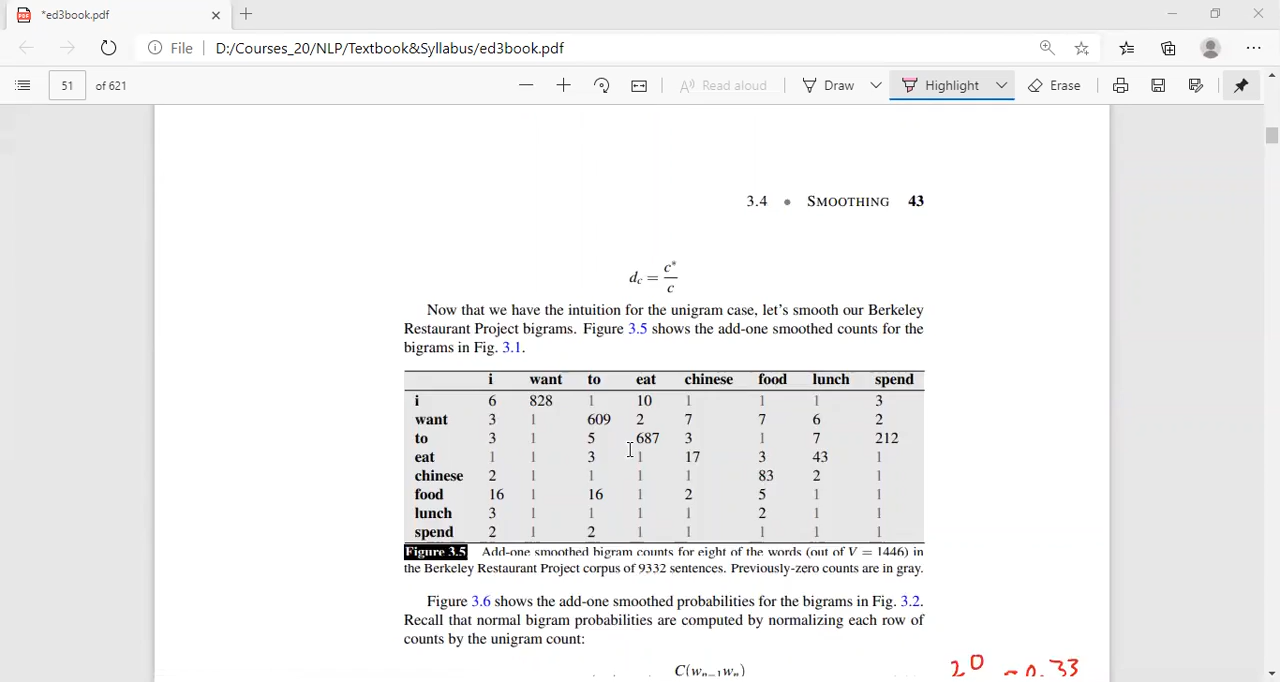 *ed3book.pdf
File D:/Courses_20/NLP/Textbook&Syllabus/ed3book.pdf
51 of 621 Read aloud Draw Highlight Erase
3.4 • SMOOTHING 43
d_c = c* / c
Now that we have the intuition for the unigram case, let's smooth our Berkeley
Restaurant Project bigrams. Figure 3.5 shows the add-one smoothed counts for the
bigrams in Fig. 3.1.
i want to eat chinese food lunch spend
i 6 828 1 10 1 1 1 3
want 3 1 609 2 7 7 6 2
to 3 1 5 687 3 1 7 212
eat 1 1 3 1 17 3 43 1
chinese 2 1 1 1 1 83 2 1
food 16 1 16 1 2 5 1 1
lunch 3 1 1 1 1 2 1 1
spend 2 1 2 1 1 1 1 1
Figure 3.5 Add-one smoothed bigram counts for eight of the words (out of V = 1446) in
the Berkeley Restaurant Project corpus of 9332 sentences. Previously-zero counts are in gray.
Figure 3.6 shows the add-one smoothed probabilities for the bigrams in Fig. 3.2.
Recall that normal bigram probabilities are computed by normalizing each row of
counts by the unigram count:
C(w_{n-1}w_n)
20 = 0.33